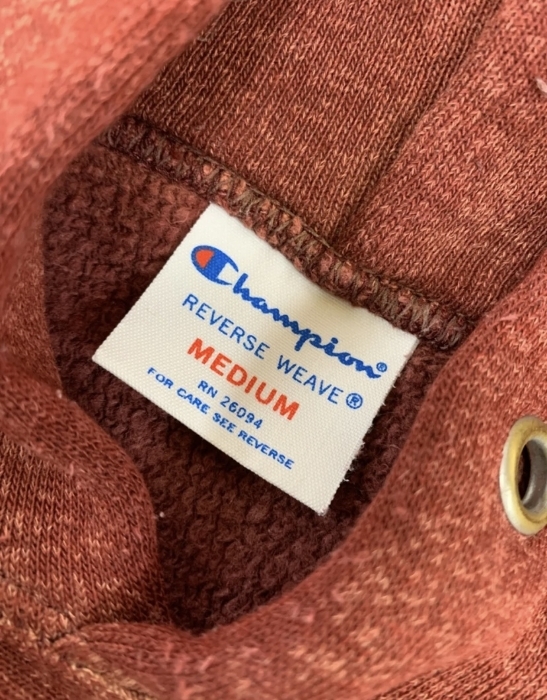 Champion®
REVERSE WEAVE®
MEDIUM
RN 26094
FOR CARE SEE REVERSE